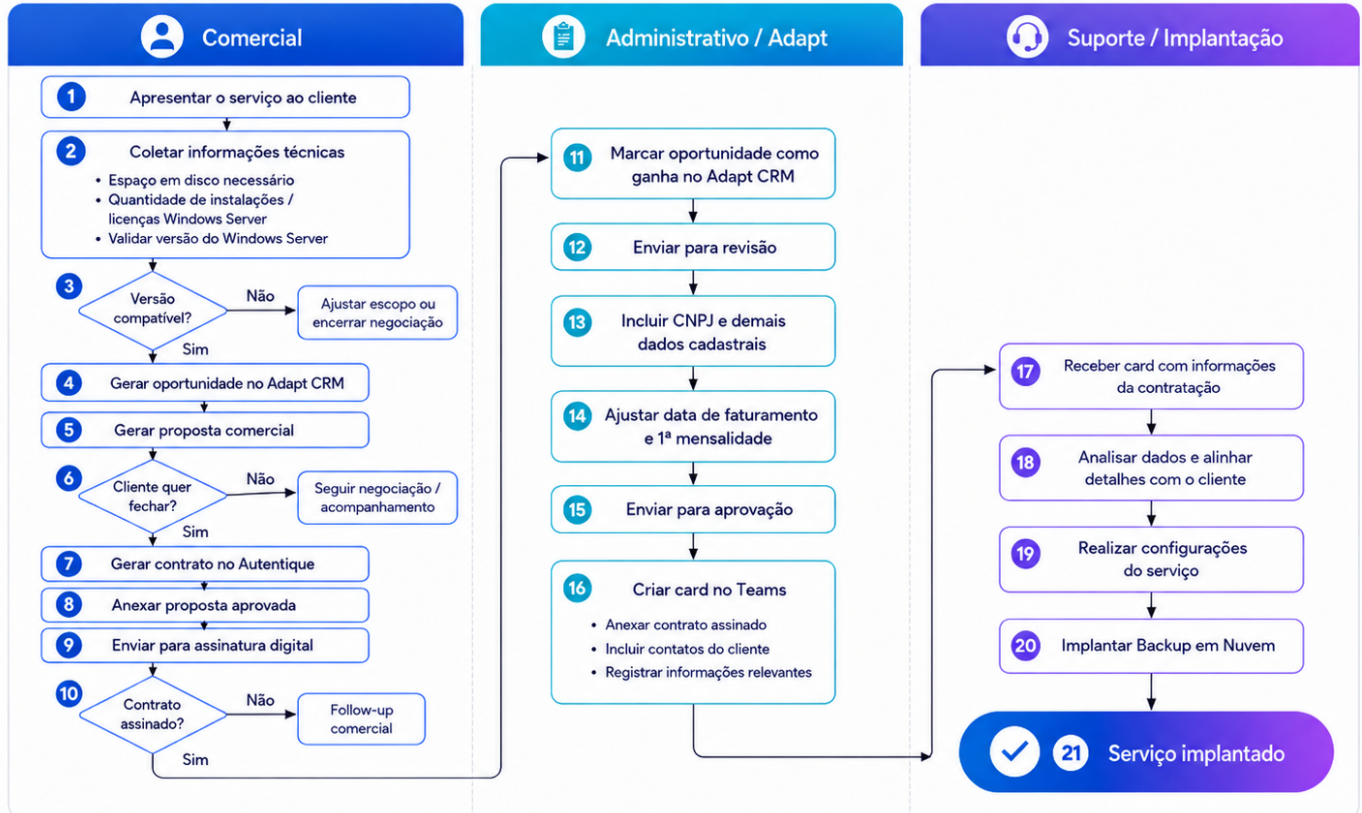 Comercial
1
Apresentar o serviço ao cliente
2
Coletar informações técnicas
• Espaço em disco necessário
• Quantidade de instalações /
licenças Windows Server
• Validar versão do Windows Server
3
Versão
compatível?
Não
Ajustar escopo ou
encerrar negociação
Sim
4
Gerar oportunidade no Adapt CRM
5
Gerar proposta comercial
6
Cliente quer
fechar?
Não
Seguir negociação /
acompanhamento
Sim
7
Gerar contrato no Autentique
8
Anexar proposta aprovada
9
Enviar para assinatura digital
10
Contrato
assinado?
Não
Follow-up
comercial
Sim
Administrativo / Adapt
11
Marcar oportunidade como
ganha no Adapt CRM
12
Enviar para revisão
13
Incluir CNPJ e demais
dados cadastrais
14
Ajustar data de faturamento
e 1ª mensalidade
15
Enviar para aprovação
16
Criar card no Teams
• Anexar contrato assinado
• Incluir contatos do cliente
• Registrar informações relevantes
Suporte / Implantação
17
Receber card com informações
da contratação
18
Analisar dados e alinhar
detalhes com o cliente
19
Realizar configurações
do serviço
20
Implantar Backup em Nuvem
21
Serviço implantado